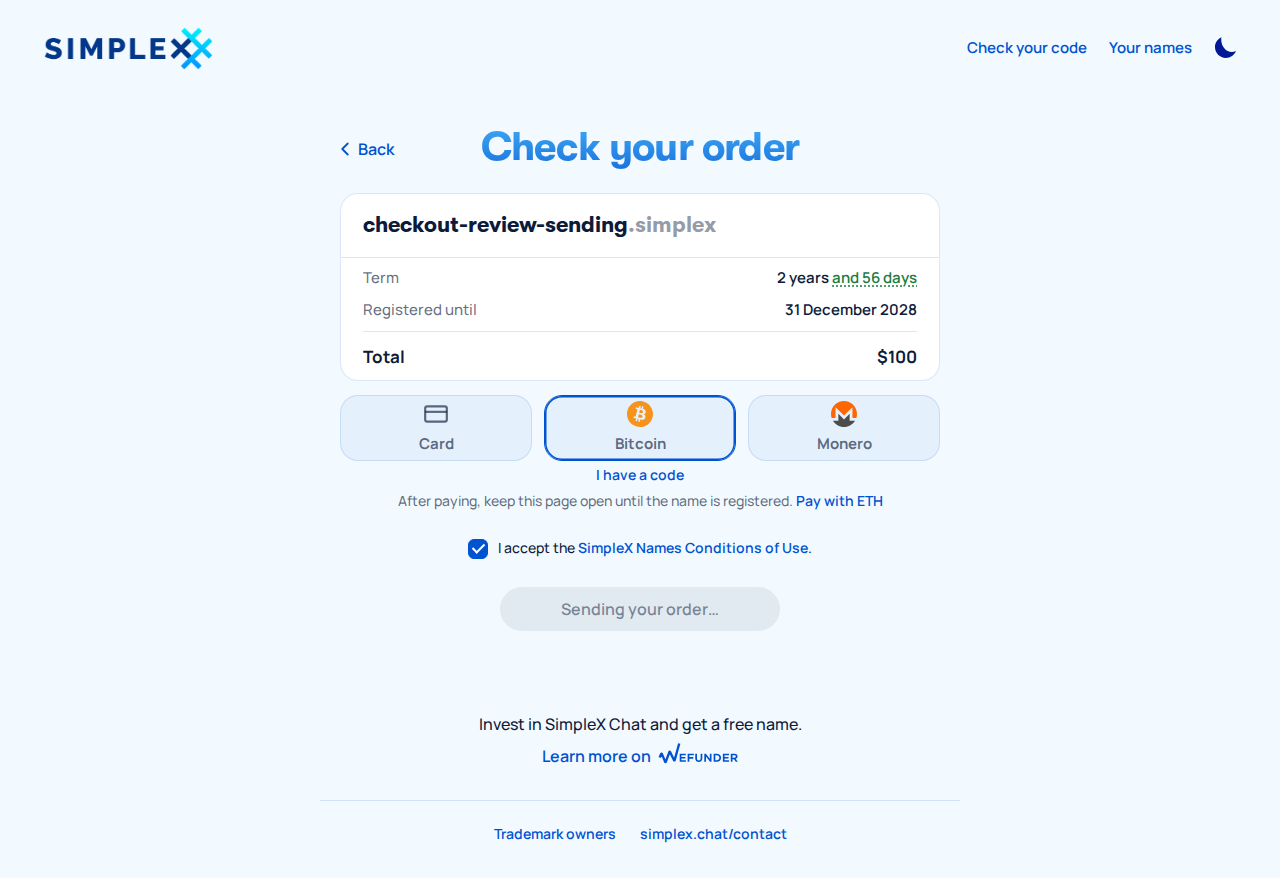 SIMPLEX
Check your code
Your names
Back
Check your order
checkout-review-sending.simplex
Term
2 years and 56 days
Registered until
31 December 2028
Total
$100
Card
Bitcoin
Monero
I have a code
After paying, keep this page open until the name is registered. Pay with ETH
I accept the SimpleX Names Conditions of Use.
Sending your order…
Invest in SimpleX Chat and get a free name.
Learn more on WEFUNDER
Trademark owners
simplex.chat/contact